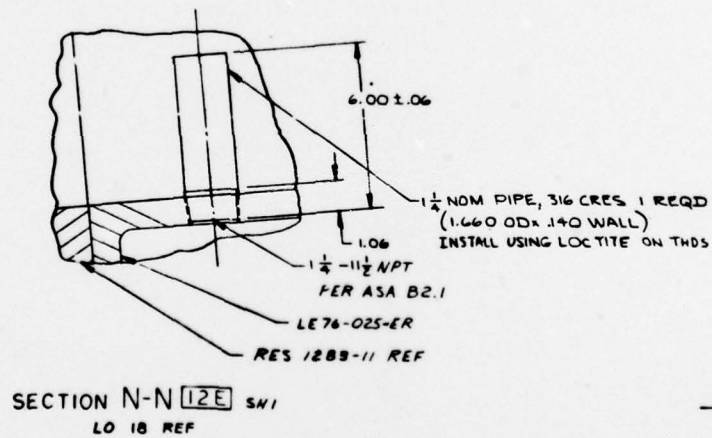 6.00 ± .06
1 1/4 NOM PIPE, 316 CRES 1 REQD
(1.660 OD x .140 WALL)
INSTALL USING LOCTITE ON THDS
1.06
1 1/4 -11 1/2 NPT
PER ASA B2.1
LE76-025-ER
RES 1289-11 REF
SECTION N-N 12E SH1
LO 18 REF